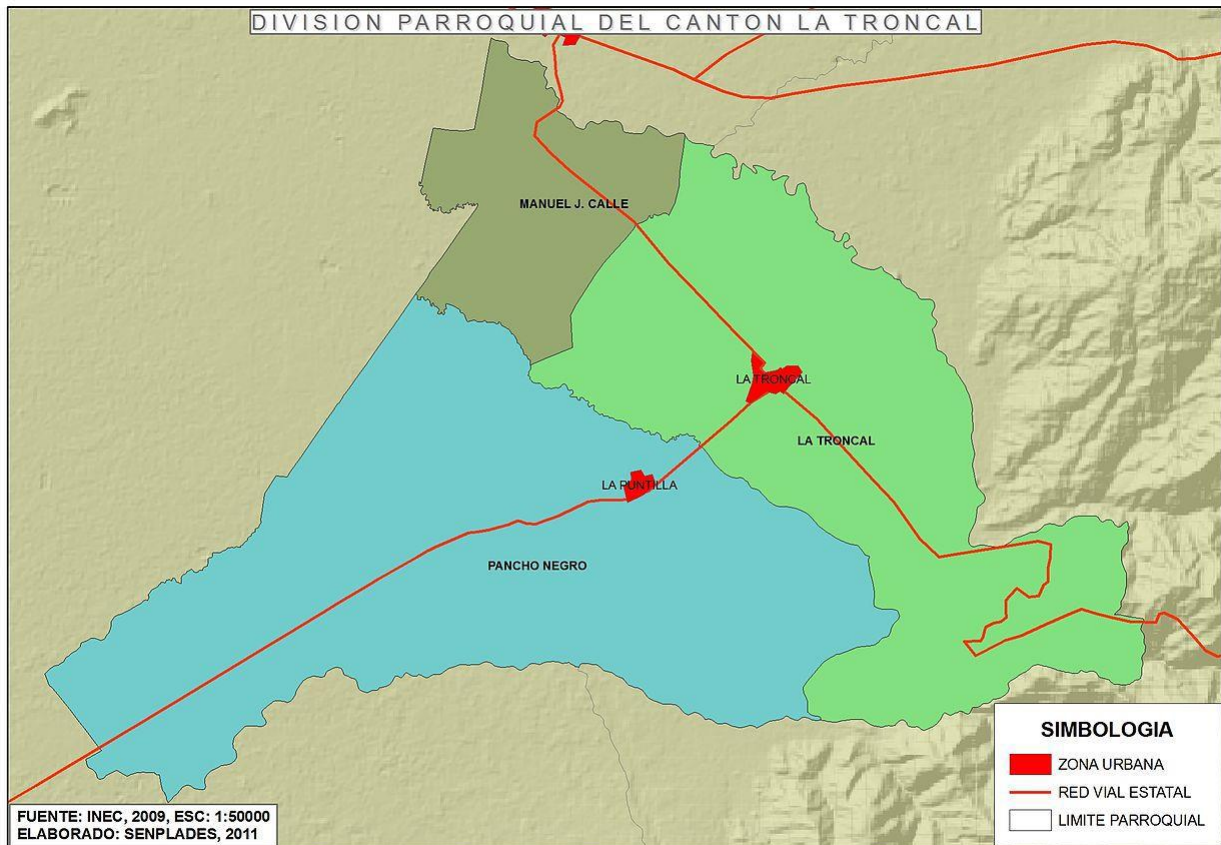 DIVISION PARROQUIAL DEL CANTON LA TRONCAL
MANUEL J. CALLE
LA TRONCAL
LA TRONCAL
LA PUNTILLA
PANCHO NEGRO
SIMBOLOGIA
ZONA URBANA
RED VIAL ESTATAL
LIMITE PARROQUIAL
FUENTE: INEC, 2009, ESC: 1:50000
ELABORADO: SENPLADES, 2011